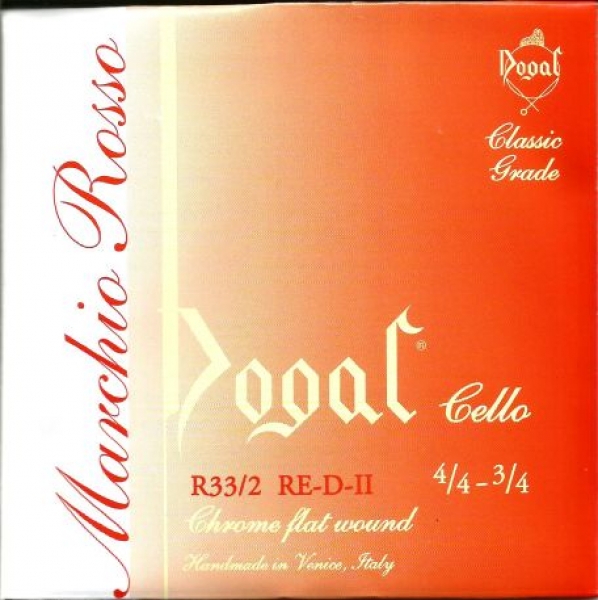 Marchio Rosso
Dogal
Classic
Grade
Dogal®
Cello
R33/2 RE-D-II
4/4-3/4
Chrome flat wound
Handmade in Venice, Italy